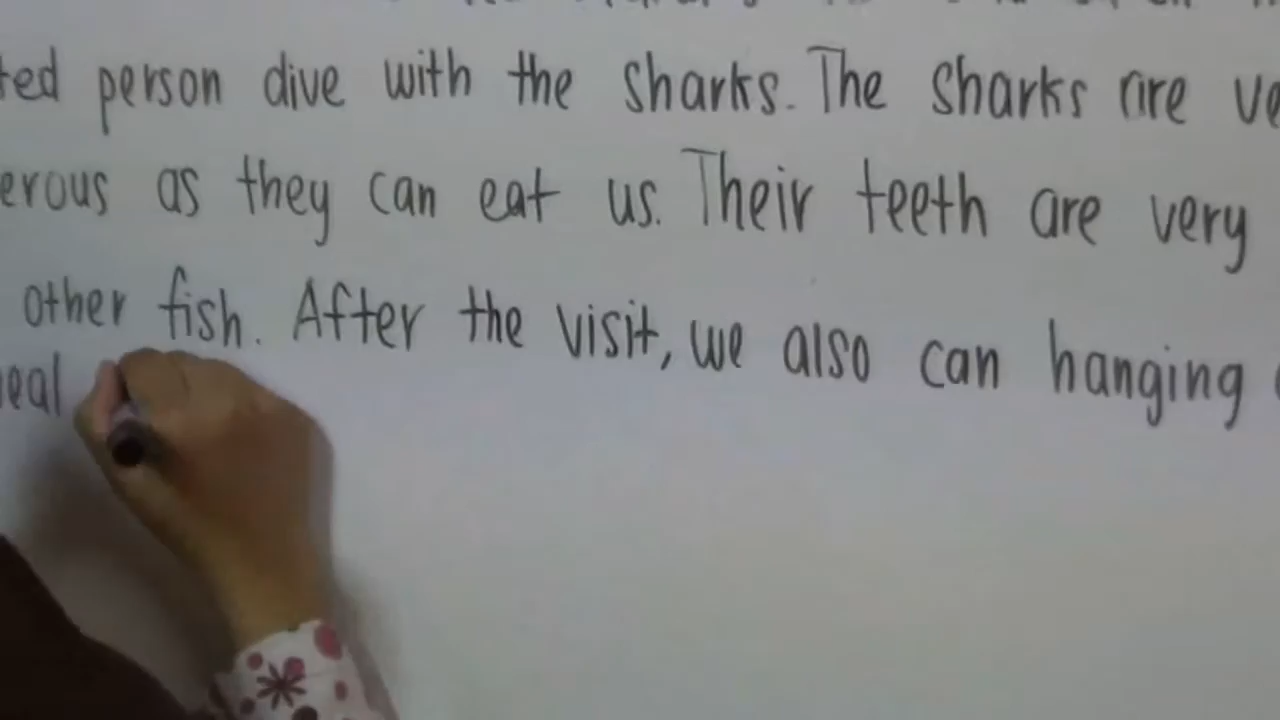 ted person dive with the sharks. The sharks are ve
erous as they can eat us. Their teeth are very
other fish. After the visit, we also can hanging
eal